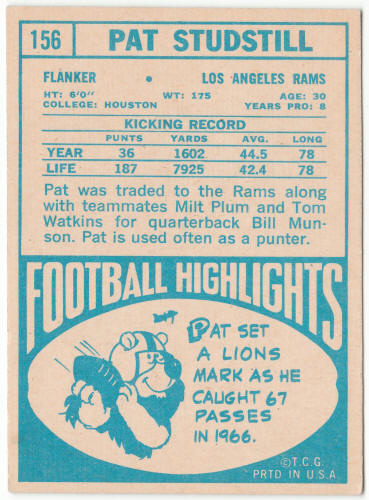 156 PAT STUDSTILL
FLANKER • LOS ANGELES RAMS
HT: 6'0" WT: 175 AGE: 30
COLLEGE: HOUSTON YEARS PRO: 8
KICKING RECORD
PUNTS YARDS AVG. LONG
YEAR 36 1602 44.5 78
LIFE 187 7925 42.4 78
Pat was traded to the Rams along
with teammates Milt Plum and Tom
Watkins for quarterback Bill Mun-
son. Pat is used often as a punter.
FOOTBALL HIGHLIGHTS
PAT SET
A LIONS
MARK AS HE
CAUGHT 67
PASSES
IN 1966.
©T.C.G.
PRTD IN U.S.A.